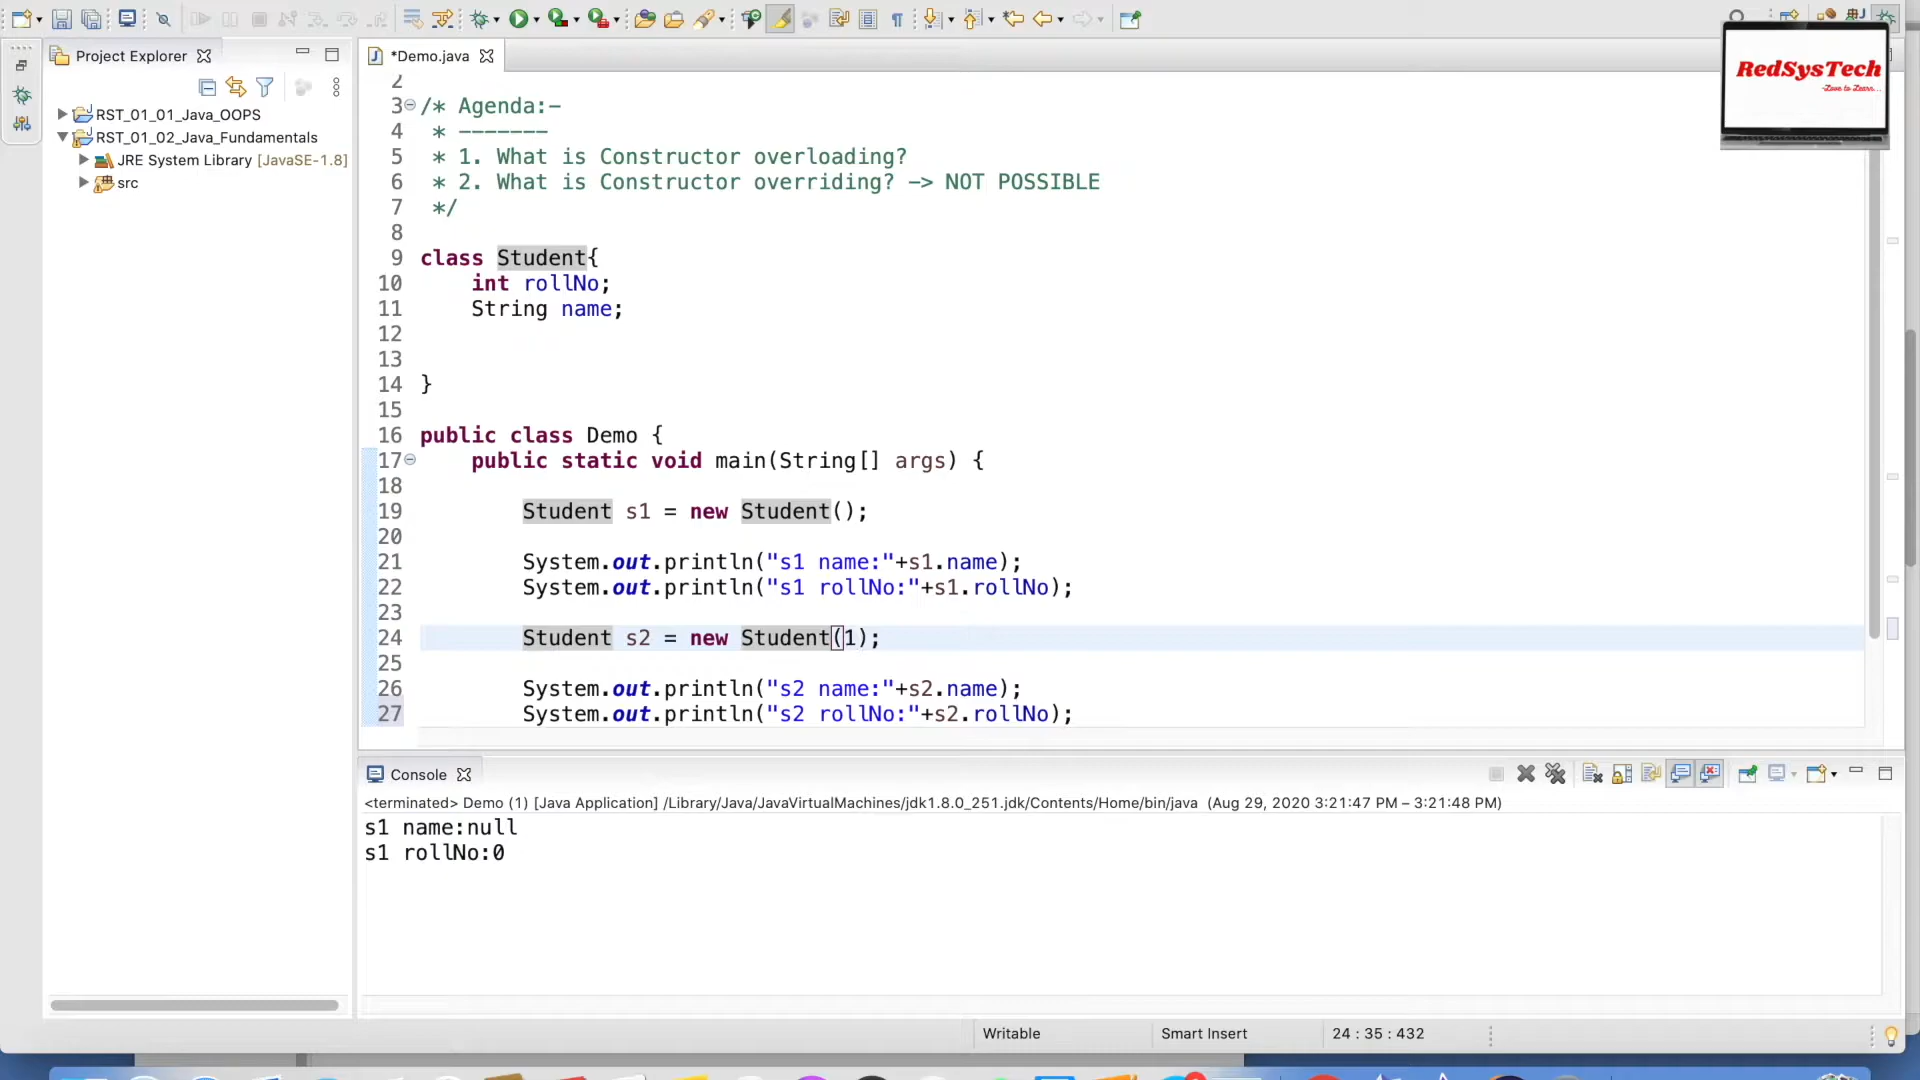 Project Explorer
RST_01_01_Java_OOPS
RST_01_02_Java_Fundamentals
JRE System Library [JavaSE-1.8]
src
*Demo.java
2
3 /* Agenda:-
4 * -------
5 * 1. What is Constructor overloading?
6 * 2. What is Constructor overriding? -> NOT POSSIBLE
7 */
8
9 class Student{
10 int rollNo;
11 String name;
12
13
14 }
15
16 public class Demo {
17 public static void main(String[] args) {
18
19 Student s1 = new Student();
20
21 System.out.println("s1 name:"+s1.name);
22 System.out.println("s1 rollNo:"+s1.rollNo);
23
24 Student s2 = new Student(1);
25
26 System.out.println("s2 name:"+s2.name);
27 System.out.println("s2 rollNo:"+s2.rollNo);
RedSysTech
-Love to Learn...
Console
<terminated> Demo (1) [Java Application] /Library/Java/JavaVirtualMachines/jdk1.8.0_251.jdk/Contents/Home/bin/java (Aug 29, 2020 3:21:47 PM – 3:21:48 PM)
s1 name:null
s1 rollNo:0
Writable
Smart Insert
24 : 35 : 432